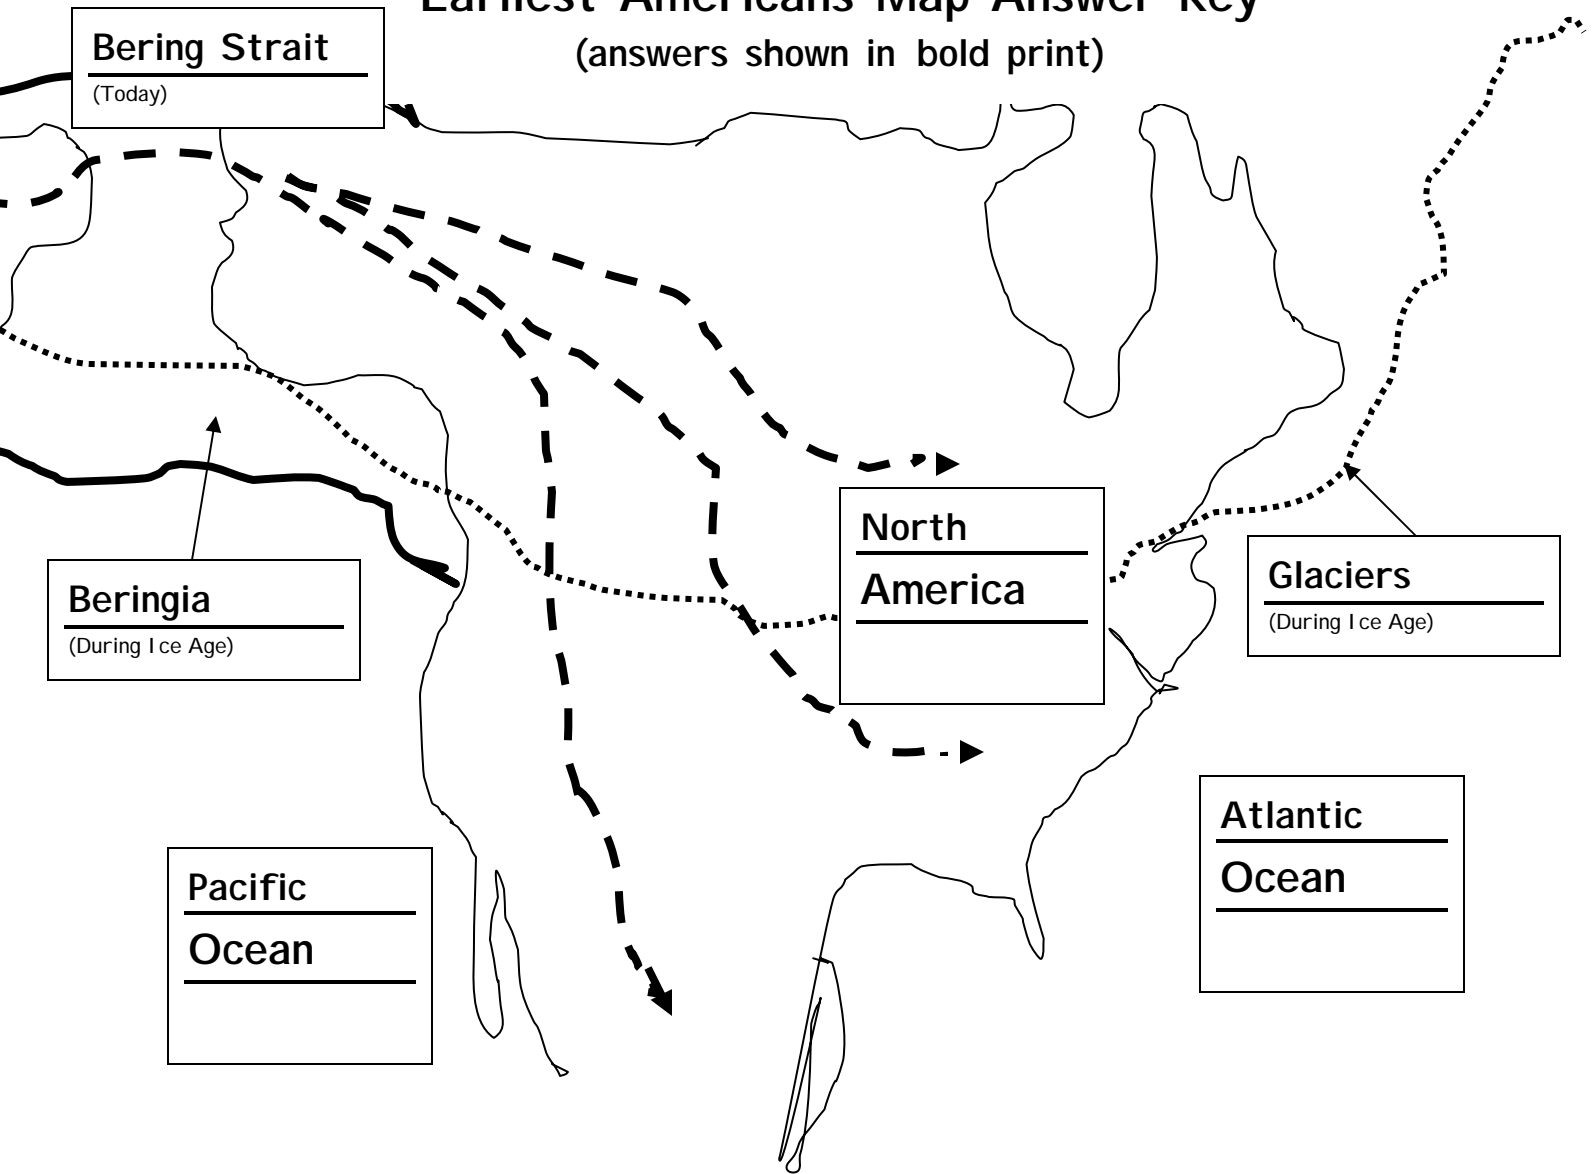 Earliest Americans Map Answer Key
(answers shown in bold print)
Bering Strait
(Today)
North
America
Glaciers
(During Ice Age)
Beringia
(During Ice Age)
Atlantic
Ocean
Pacific
Ocean